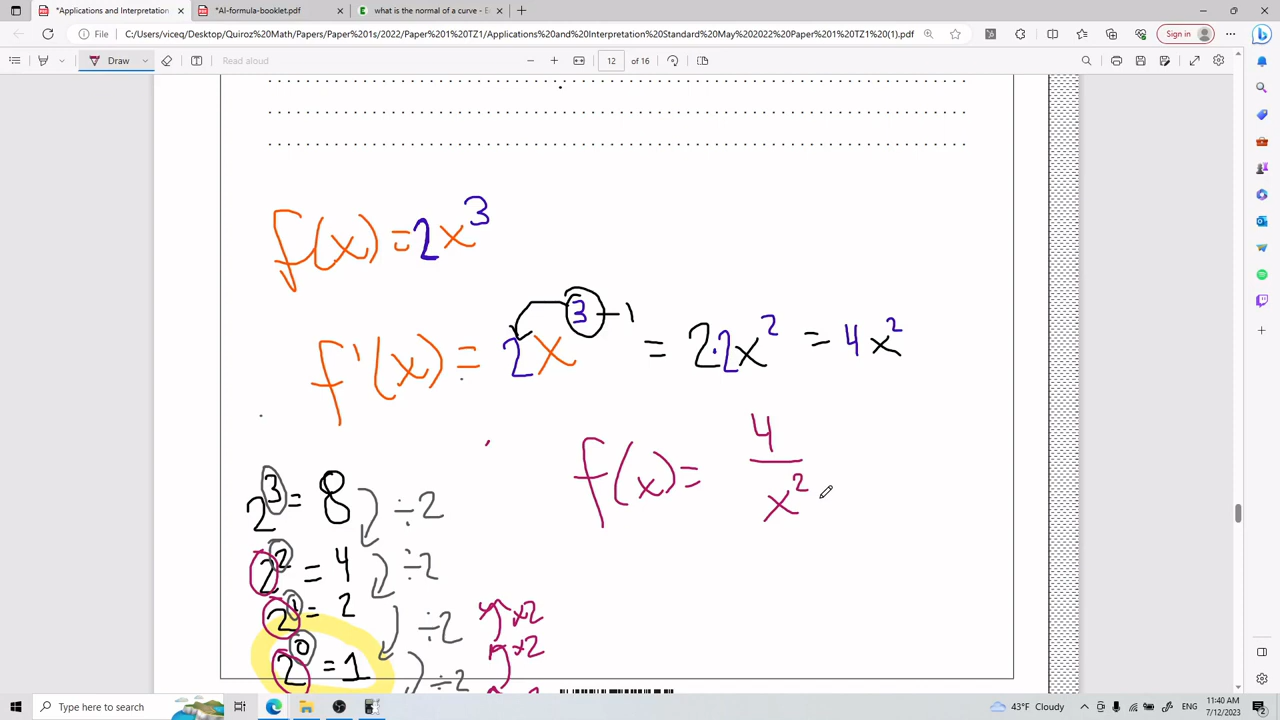 *Applications and Interpretation
*AI-formula-booklet.pdf
what is the normal of a curve - E
File
C:/Users/viceq/Desktop/Quiroz%20Math/Papers/Paper%201s/2022/Paper%201%20TZ1/Applications%20and%20Interpretation%20Standard%20May%202022%20Paper%201%20TZ1%20(1).pdf
Sign in
Draw
Read aloud
12 of 16
f(x)=2x³
f'(x) = 2x³⁻¹ = 2·2x² = 4x²
f(x)= 4/x²
2³ = 8 ÷2
2² = 4 ÷2
2¹ = 2 ÷2 x2
2⁰ = 1 ÷2 x2
Type here to search
43°F Cloudy
ENG
11:40 AM
7/12/2023